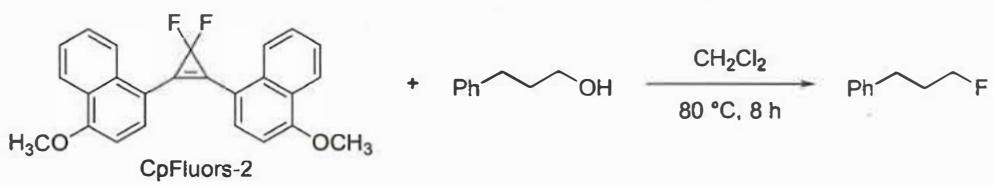 F F
CH₂Cl₂
+ Ph OH Ph F
80 °C, 8 h
H₃CO OCH₃
CpFluors-2